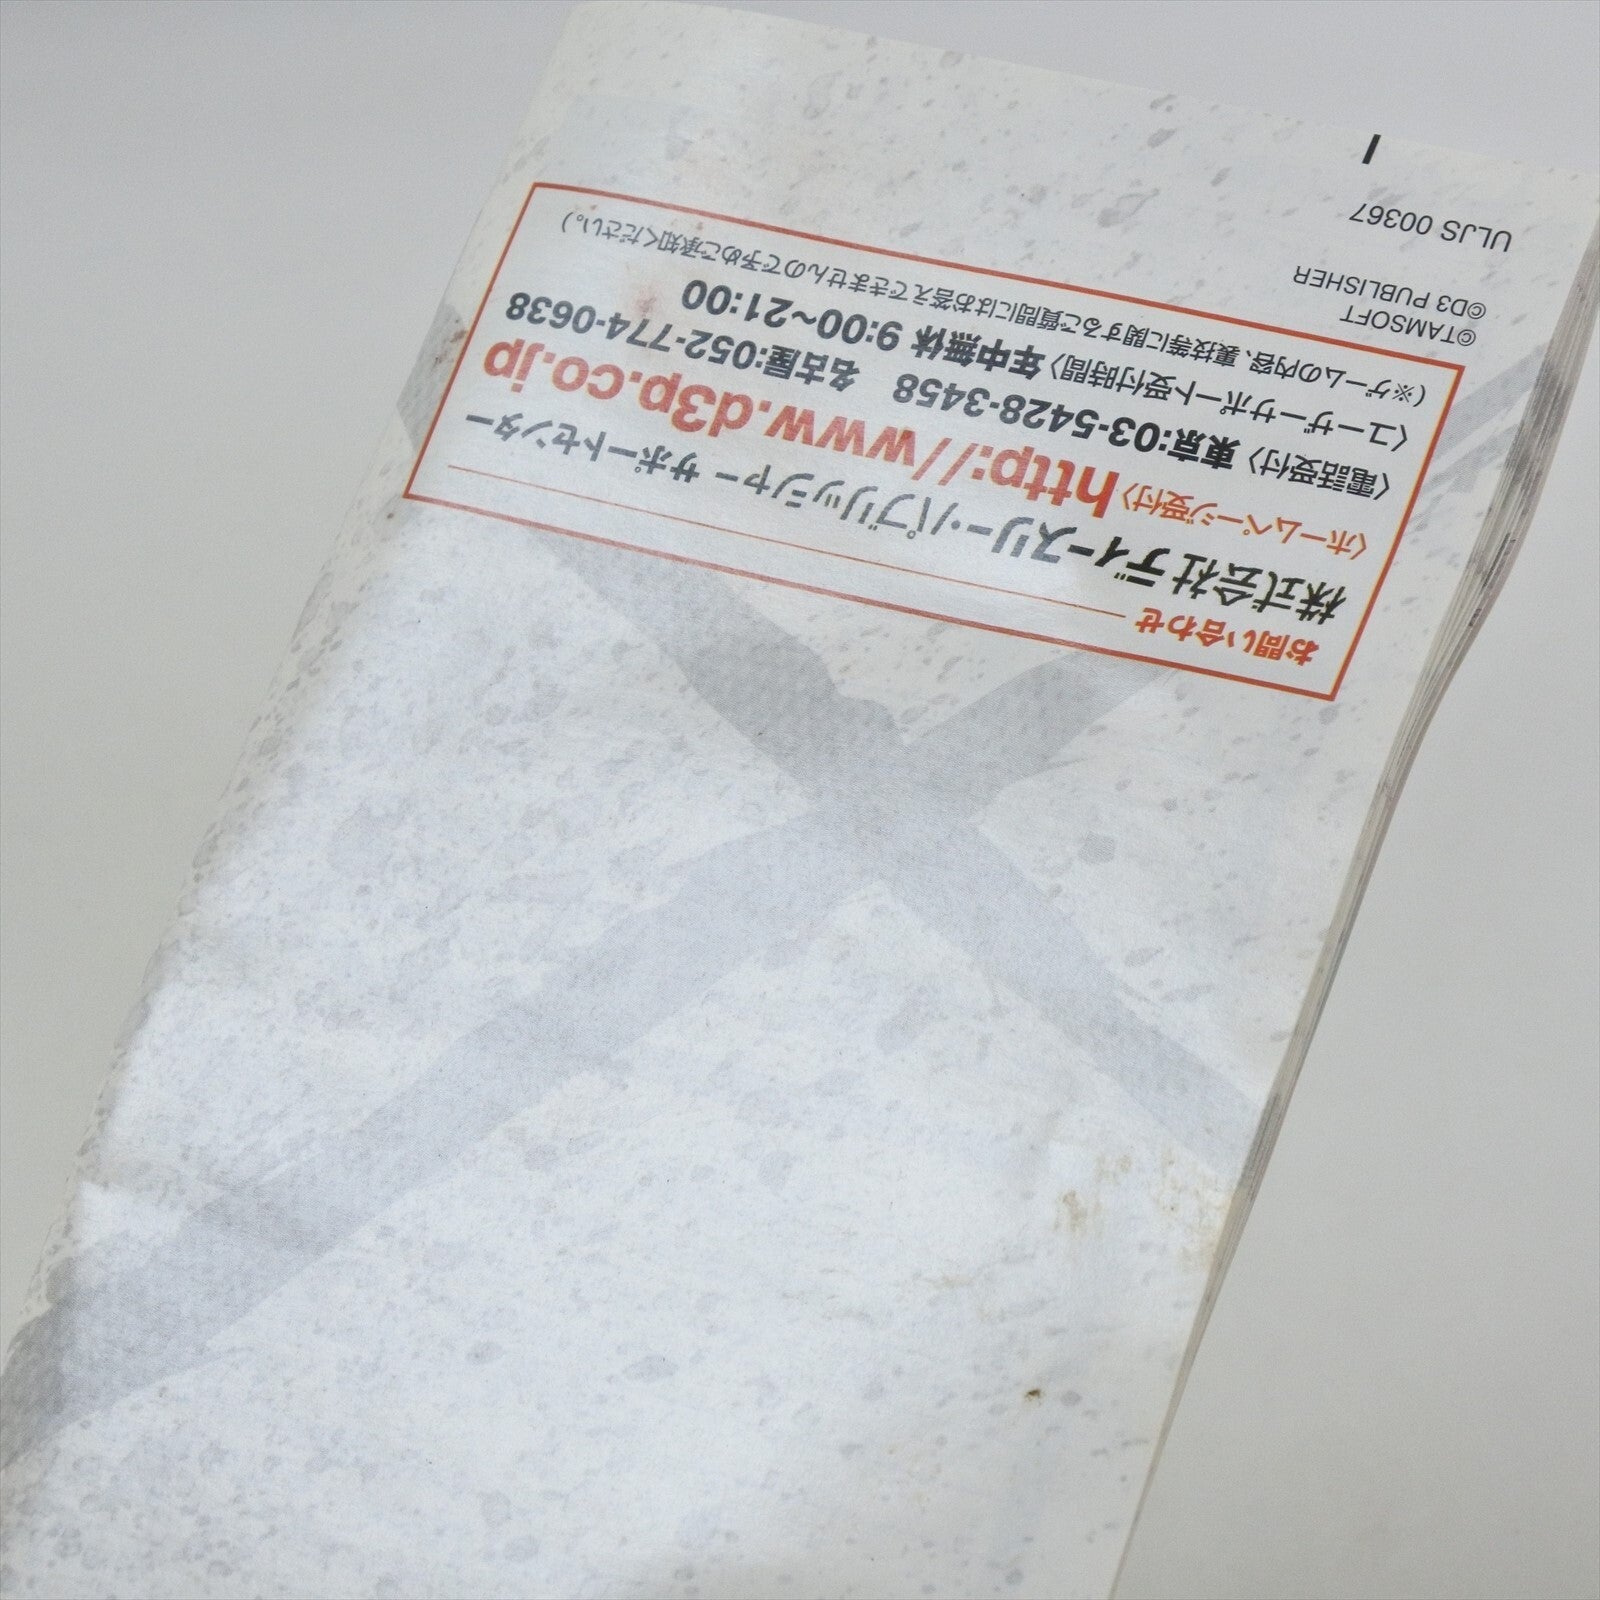 お問い合わせ
株式会社 ディースリー・パブリッシャー サポートセンター
〈ホームページ受付〉http://www.d3p.co.jp
〈電話受付〉東京:03-5428-3458 名古屋:052-774-0638
〈ユーザーサポート受付時間〉年中無休 9:00~21:00
(※ゲームの内容、裏技等に関するご質問にはお答えできませんので予めご承知ください。)
©TAMSOFT
©D3 PUBLISHER
ULJS 00367